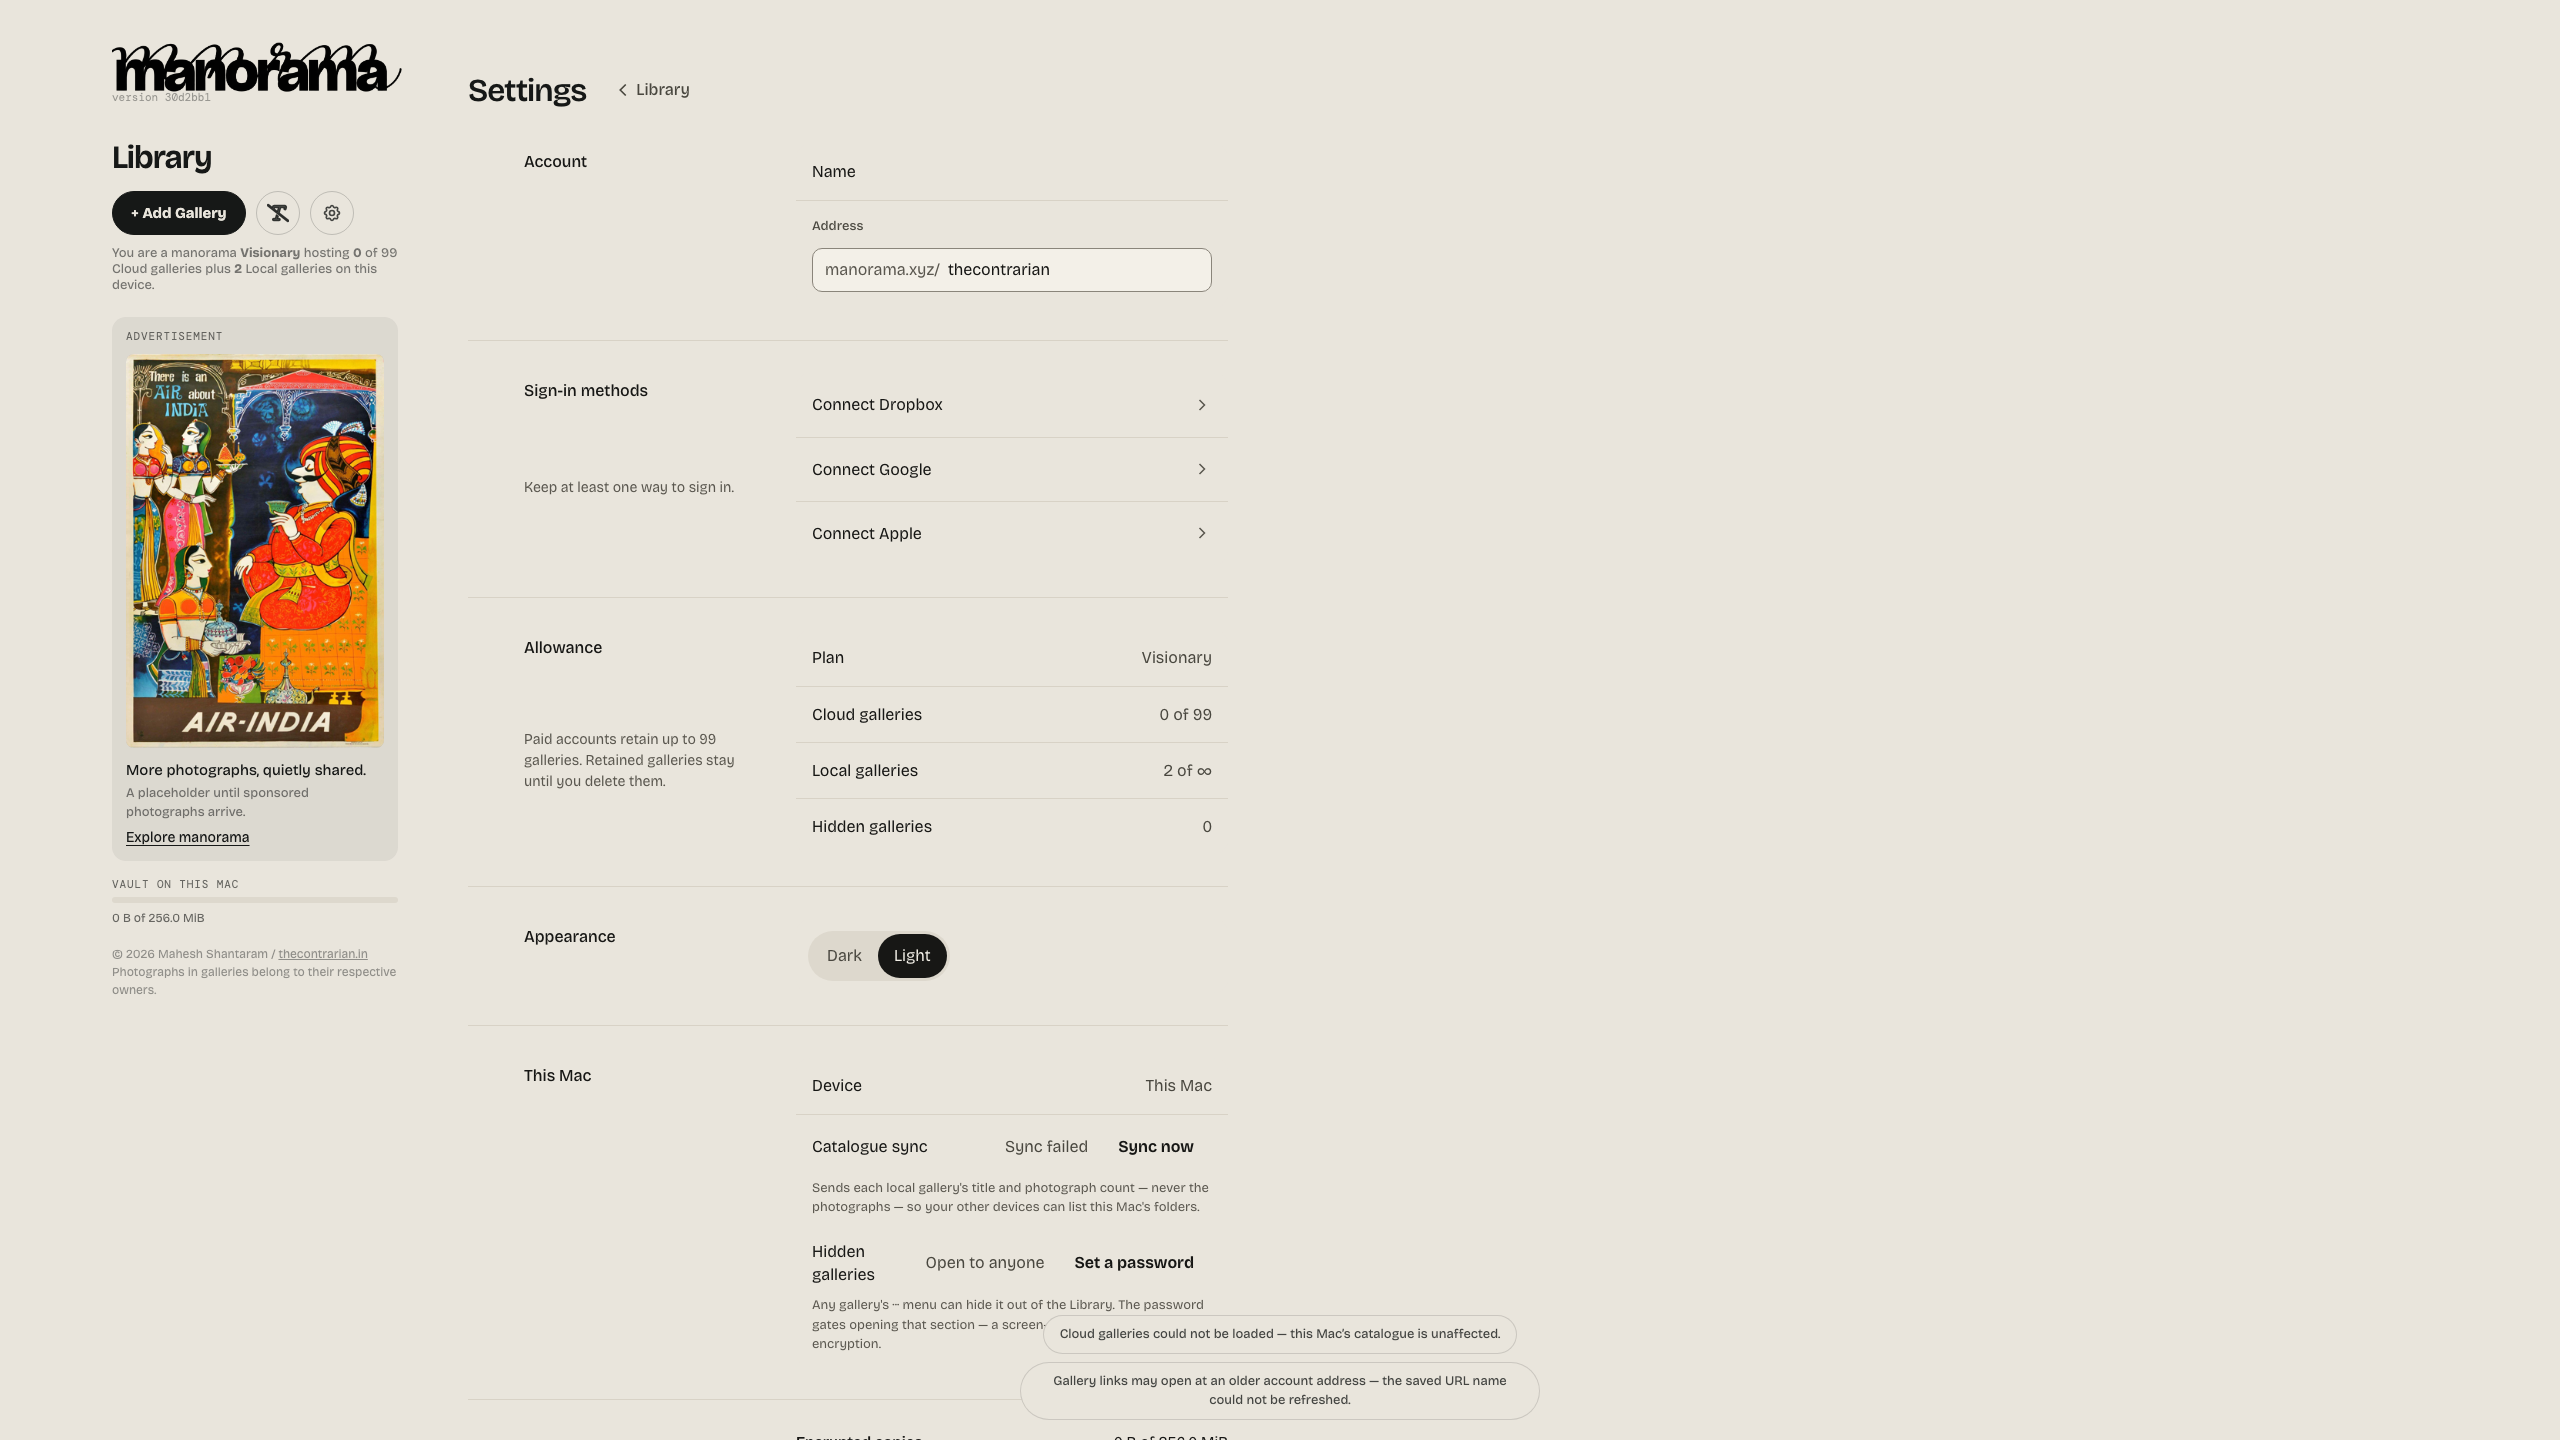 manorama
version 30d2bb1
Library
+ Add Gallery
You are a manorama Visionary hosting 0 of 99
Cloud galleries plus 2 Local galleries on this
device.
ADVERTISEMENT
There is an
AIR about
INDIA
AIR-INDIA
More photographs, quietly shared.
A placeholder until sponsored
photographs arrive.
Explore manorama
VAULT ON THIS MAC
0 B of 256.0 MiB
© 2026 Mahesh Shantaram / thecontrarian.in
Photographs in galleries belong to their respective
owners.
Settings
Library
Account
Name
Address
manorama.xyz/ thecontrarian
Sign-in methods
Keep at least one way to sign in.
Connect Dropbox
Connect Google
Connect Apple
Allowance
Paid accounts retain up to 99
galleries. Retained galleries stay
until you delete them.
Plan Visionary
Cloud galleries 0 of 99
Local galleries 2 of ∞
Hidden galleries 0
Appearance
Dark Light
This Mac
Device This Mac
Catalogue sync Sync failed Sync now
Sends each local gallery's title and photograph count — never the
photographs — so your other devices can list this Mac's folders.
Hidden
galleries Open to anyone Set a password
Any gallery's ··· menu can hide it out of the Library. The password
gates opening that section — a screen-
encryption.
Cloud galleries could not be loaded — this Mac's catalogue is unaffected.
Gallery links may open at an older account address — the saved URL name
could not be refreshed.